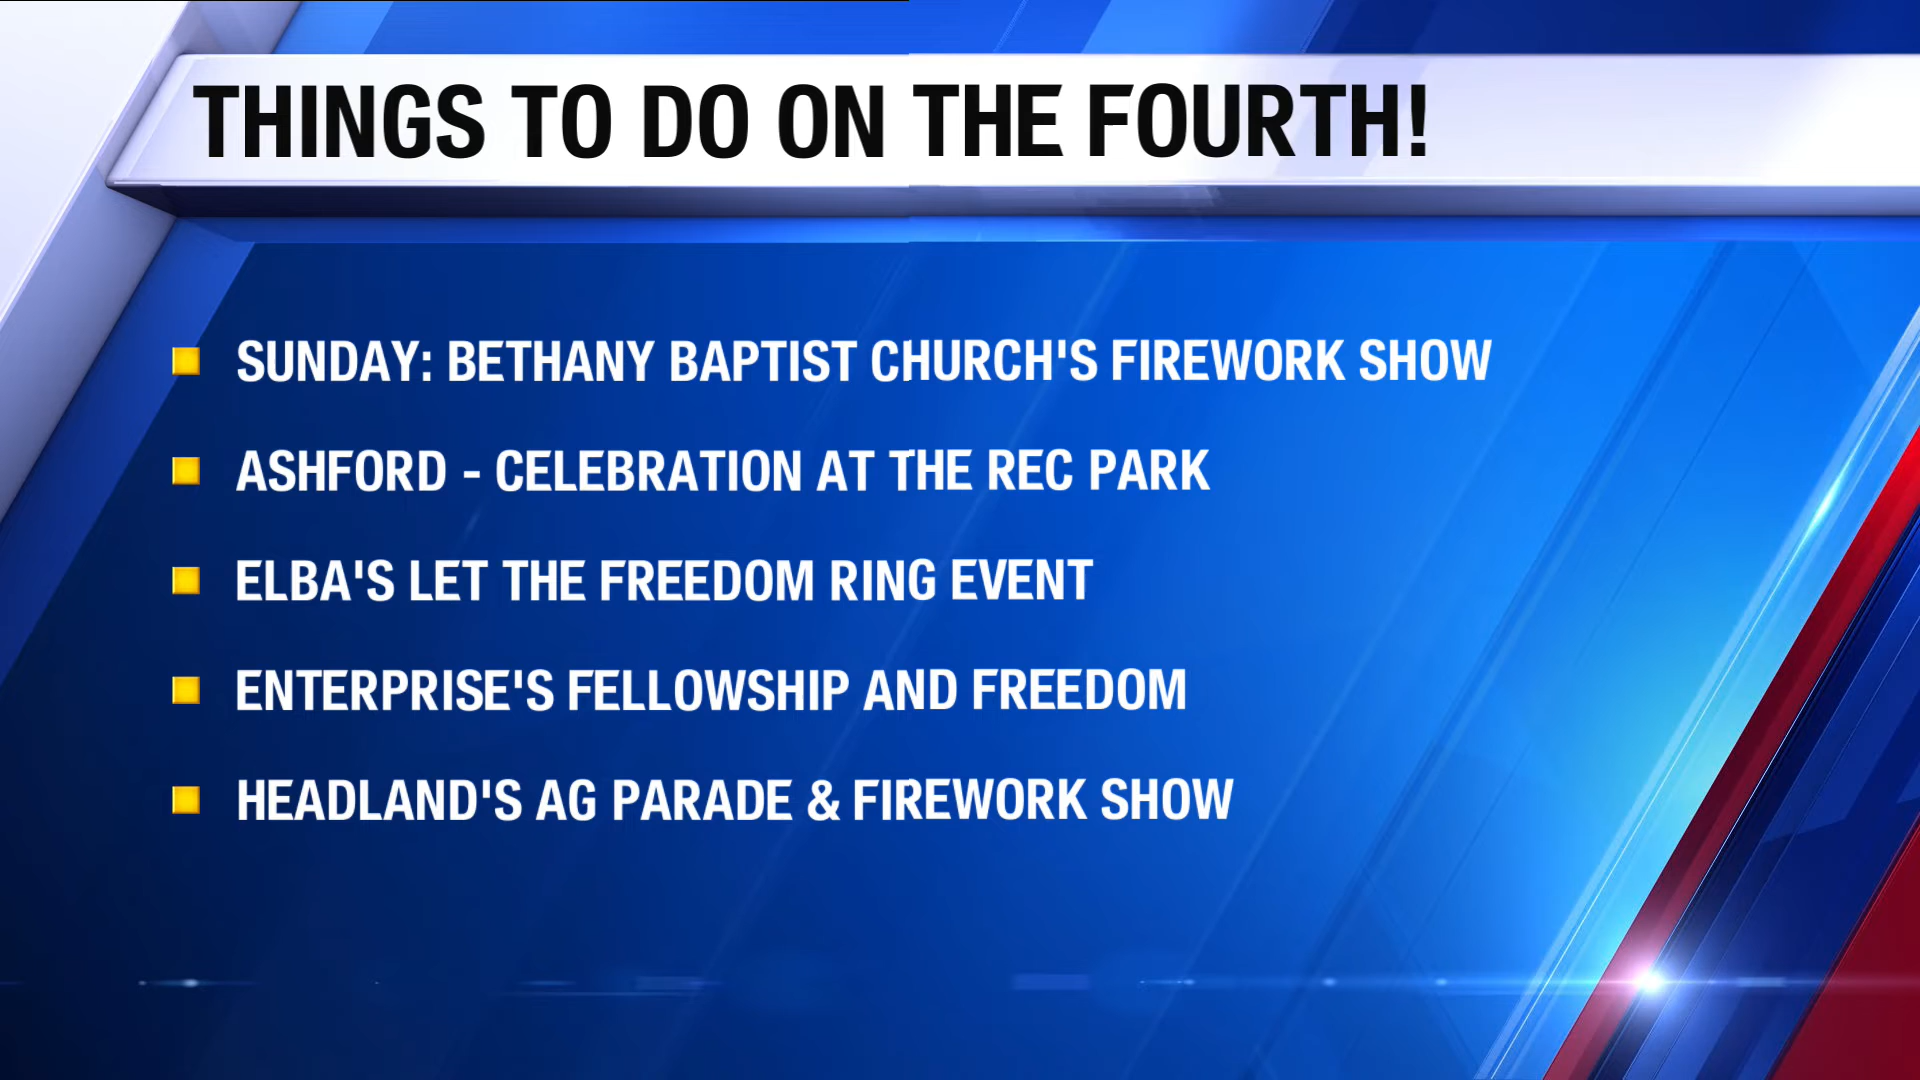 THINGS TO DO ON THE FOURTH!
SUNDAY: BETHANY BAPTIST CHURCH'S FIREWORK SHOW
ASHFORD - CELEBRATION AT THE REC PARK
ELBA'S LET THE FREEDOM RING EVENT
ENTERPRISE'S FELLOWSHIP AND FREEDOM
HEADLAND'S AG PARADE & FIREWORK SHOW